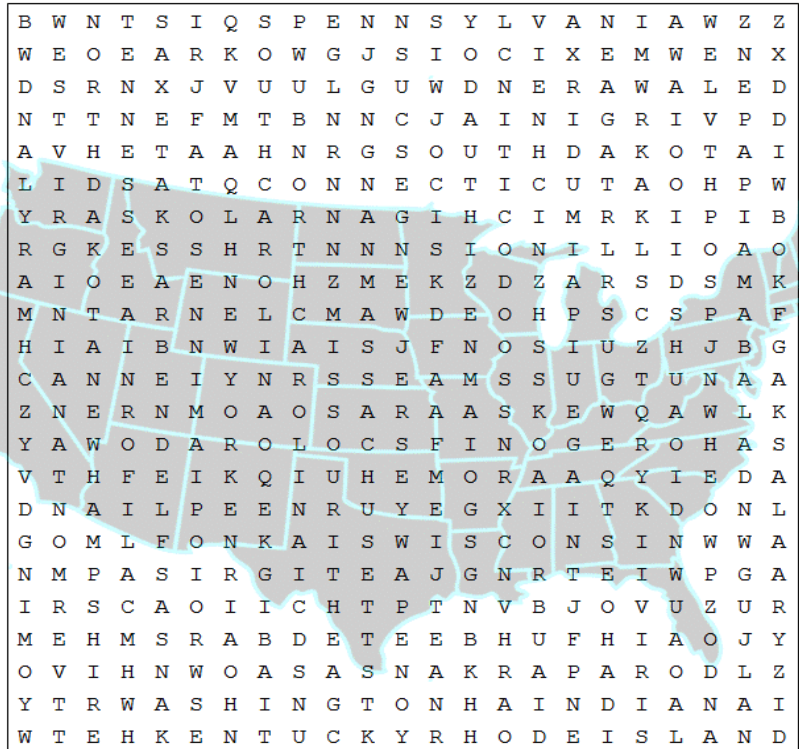 B W N T S I Q S P E N N S Y L V A N I A W Z Z
W E O E A R K O W G J S I O C I X E M W E N X
D S R N X J V U U L G U W D N E R A W A L E D
N T T N E F M T B N N C J A I N I G R I V P D
A V H E T A A H N R G S O U T H D A K O T A I
L I D S A T Q C O N N E C T I C U T A O H P W
Y R A S K O L A R N A G I H C I M R K I P I B
R G K E S S H R T N N N S I O N I L L I O A O
A I O E A E N O H Z M E K Z D Z A R S D S M K
M N T A R N E L C M A W D E O H P S C S P A F
H I A I B N W I A I S J F N O S I U Z H J B G
C A N N E I Y N R S S E A M S S U G T U N A A
Z N E R N M O A O S A R A A S K E W Q A W L K
Y A W O D A R O L O C S F I N O G E R O H A S
V T H F E I K Q I U H E M O R A A Q Y I E D A
D N A I L P E E N R U Y E G X I I T K D O N L
G O M L F O N K A I S W I S C O N S I N W W A
N M P A S I R G I T E A J G N R T E I W P G A
I R S C A O I I C H T P T N V B J O V U Z U R
M E H M S R A B D E T E E B H U F H I A O J Y
O V I H N W O A S A S N A K R A P A R O D L Z
Y T R W A S H I N G T O N H A I N D I A N A I
W T E H K E N T U C K Y R H O D E I S L A N D